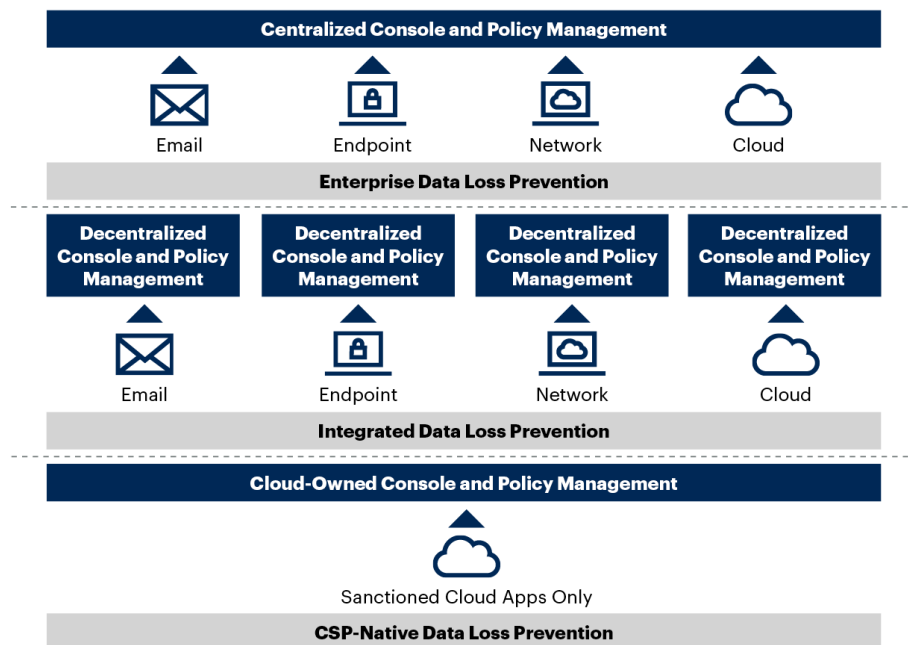 Centralized Console and Policy Management
Email
Endpoint
Network
Cloud
Enterprise Data Loss Prevention
Decentralized
Console and Policy
Management
Decentralized
Console and Policy
Management
Decentralized
Console and Policy
Management
Decentralized
Console and Policy
Management
Email
Endpoint
Network
Cloud
Integrated Data Loss Prevention
Cloud-Owned Console and Policy Management
Sanctioned Cloud Apps Only
CSP-Native Data Loss Prevention